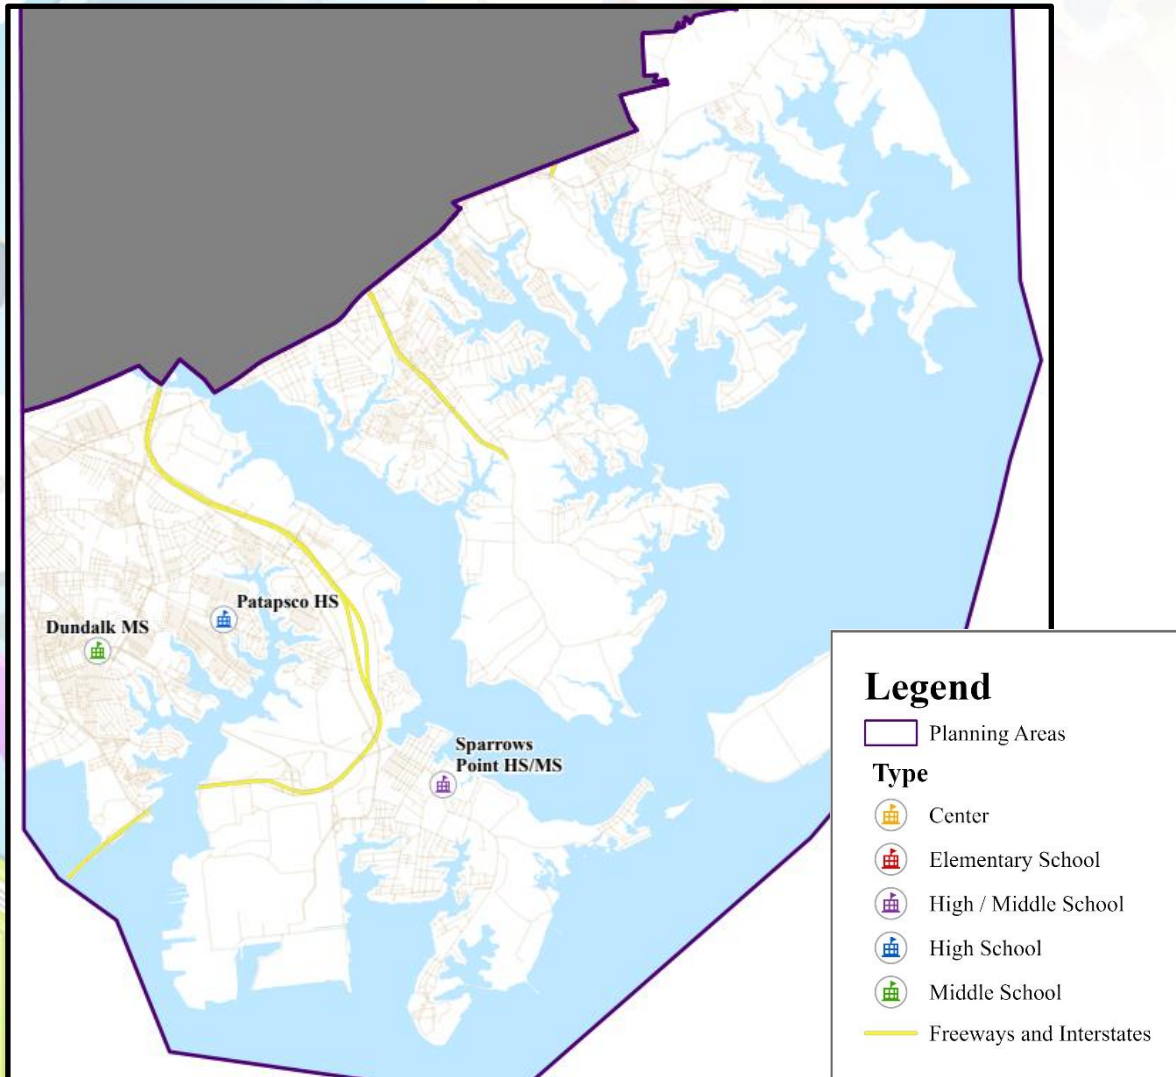 Patapsco HS
Dundalk MS
Sparrows
Point HS/MS
Legend
Planning Areas
Type
Center
Elementary School
High / Middle School
High School
Middle School
Freeways and Interstates